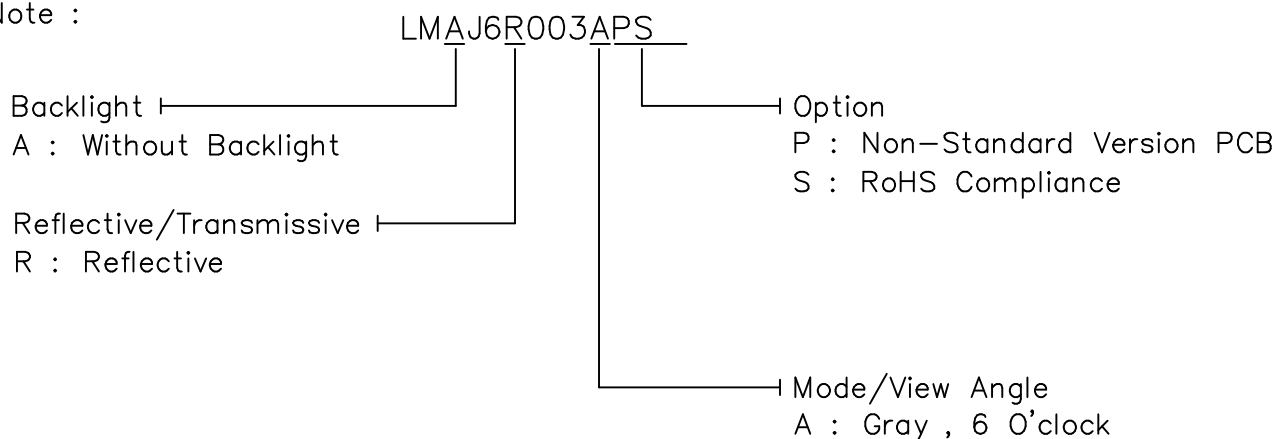 Note :
LMAJ6R003APS
Backlight
A : Without Backlight
Reflective/Transmissive
R : Reflective
Option
P : Non-Standard Version PCB
S : RoHS Compliance
Mode/View Angle
A : Gray , 6 O'clock